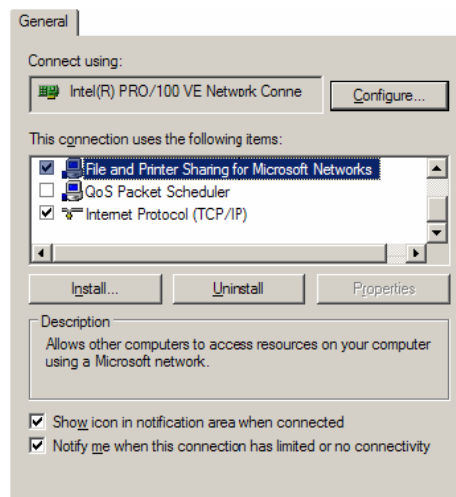 General
Connect using:
Intel(R) PRO/100 VE Network Conne
Configure...
This connection uses the following items:
File and Printer Sharing for Microsoft Networks
QoS Packet Scheduler
Internet Protocol (TCP/IP)
Install...
Uninstall
Properties
Description
Allows other computers to access resources on your computer
using a Microsoft network.
Show icon in notification area when connected
Notify me when this connection has limited or no connectivity